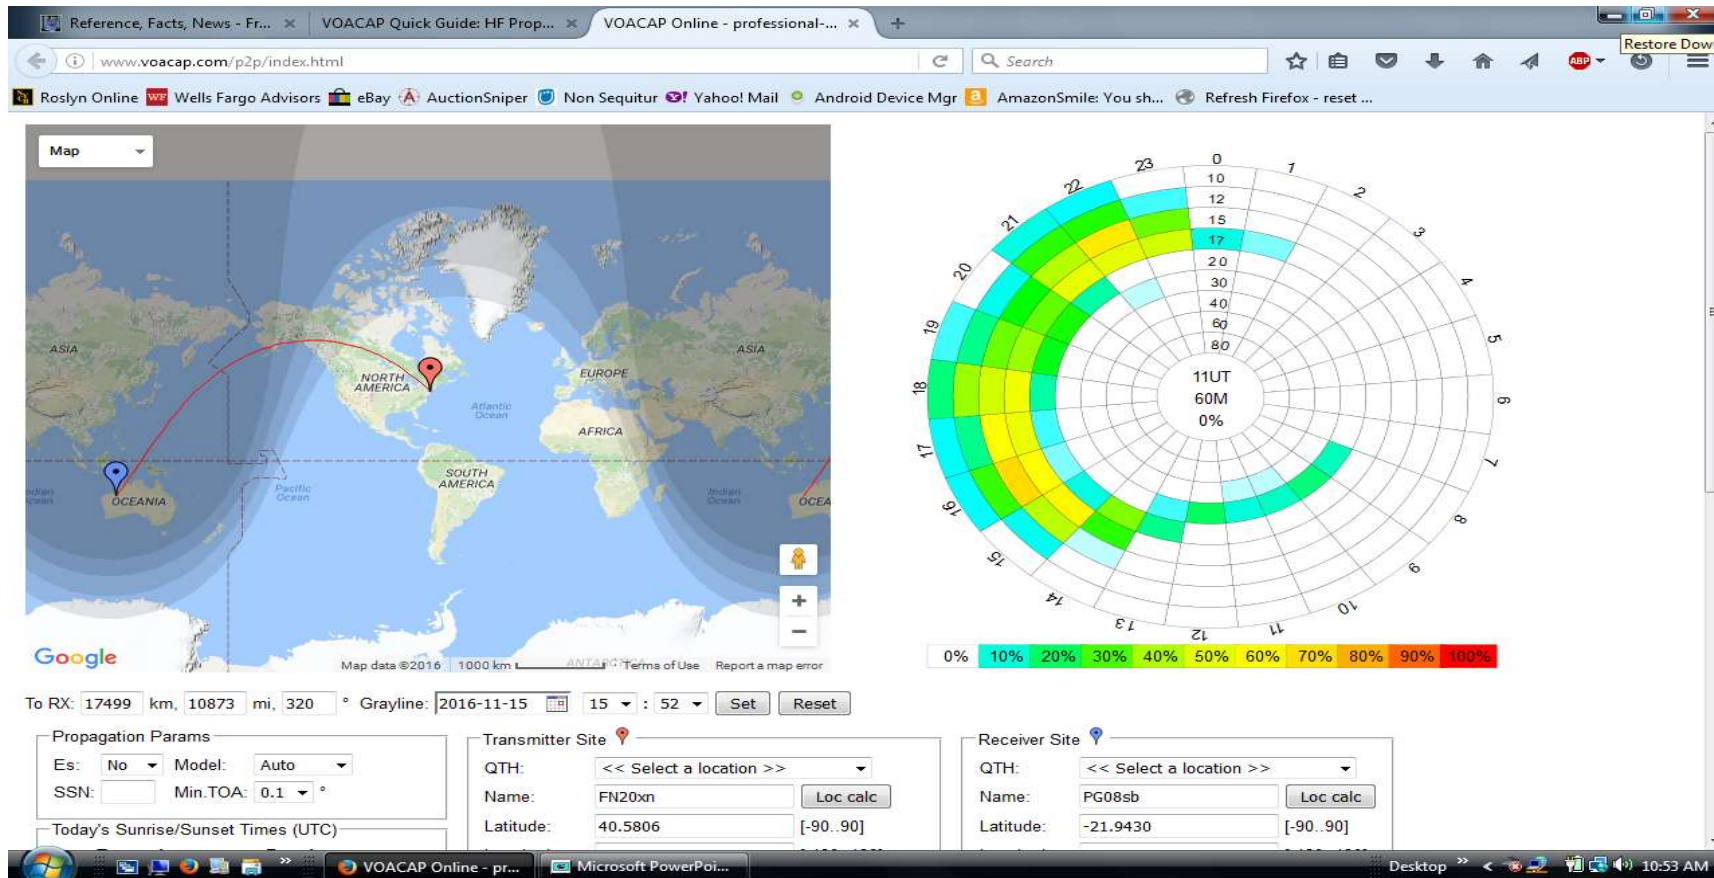 Reference, Facts, News - Fr... × VOACAP Quick Guide: HF Prop... × VOACAP Online - professional-... × +
Restore Dow
www.voacap.com/p2p/index.html Search ABP
Roslyn Online WF Wells Fargo Advisors eBay AuctionSniper Non Sequitur Yahoo! Mail Android Device Mgr AmazonSmile: You sh... Refresh Firefox - reset ...
Map
ASIA
NORTH AMERICA
Atlantic Ocean
EUROPE
ASIA
AFRICA
SOUTH AMERICA
OCEANIA
Pacific Ocean
Indian Ocean
OCEA
ANTARCTICA
+
−
Google Map data ©2016 1000 km Terms of Use Report a map error
0 1 2 3 4 5 6 7 8 9 10 11 12 13 14 15 16 17 18 19 20 21 22 23
10
12
15
17
20
30
40
60
80
11UT
60M
0%
0% 10% 20% 30% 40% 50% 60% 70% 80% 90% 100%
To RX: 17499 km, 10873 mi, 320 ° Grayline: 2016-11-15 15 : 52 Set Reset
Propagation Params
Es: No Model: Auto
SSN: Min.TOA: 0.1 °
Today's Sunrise/Sunset Times (UTC)
Transmitter Site
QTH: << Select a location >>
Name: FN20xn Loc calc
Latitude: 40.5806 [-90..90]
Receiver Site
QTH: << Select a location >>
Name: PG08sb Loc calc
Latitude: -21.9430 [-90..90]
VOACAP Online - pr... Microsoft PowerPoi... Desktop 10:53 AM